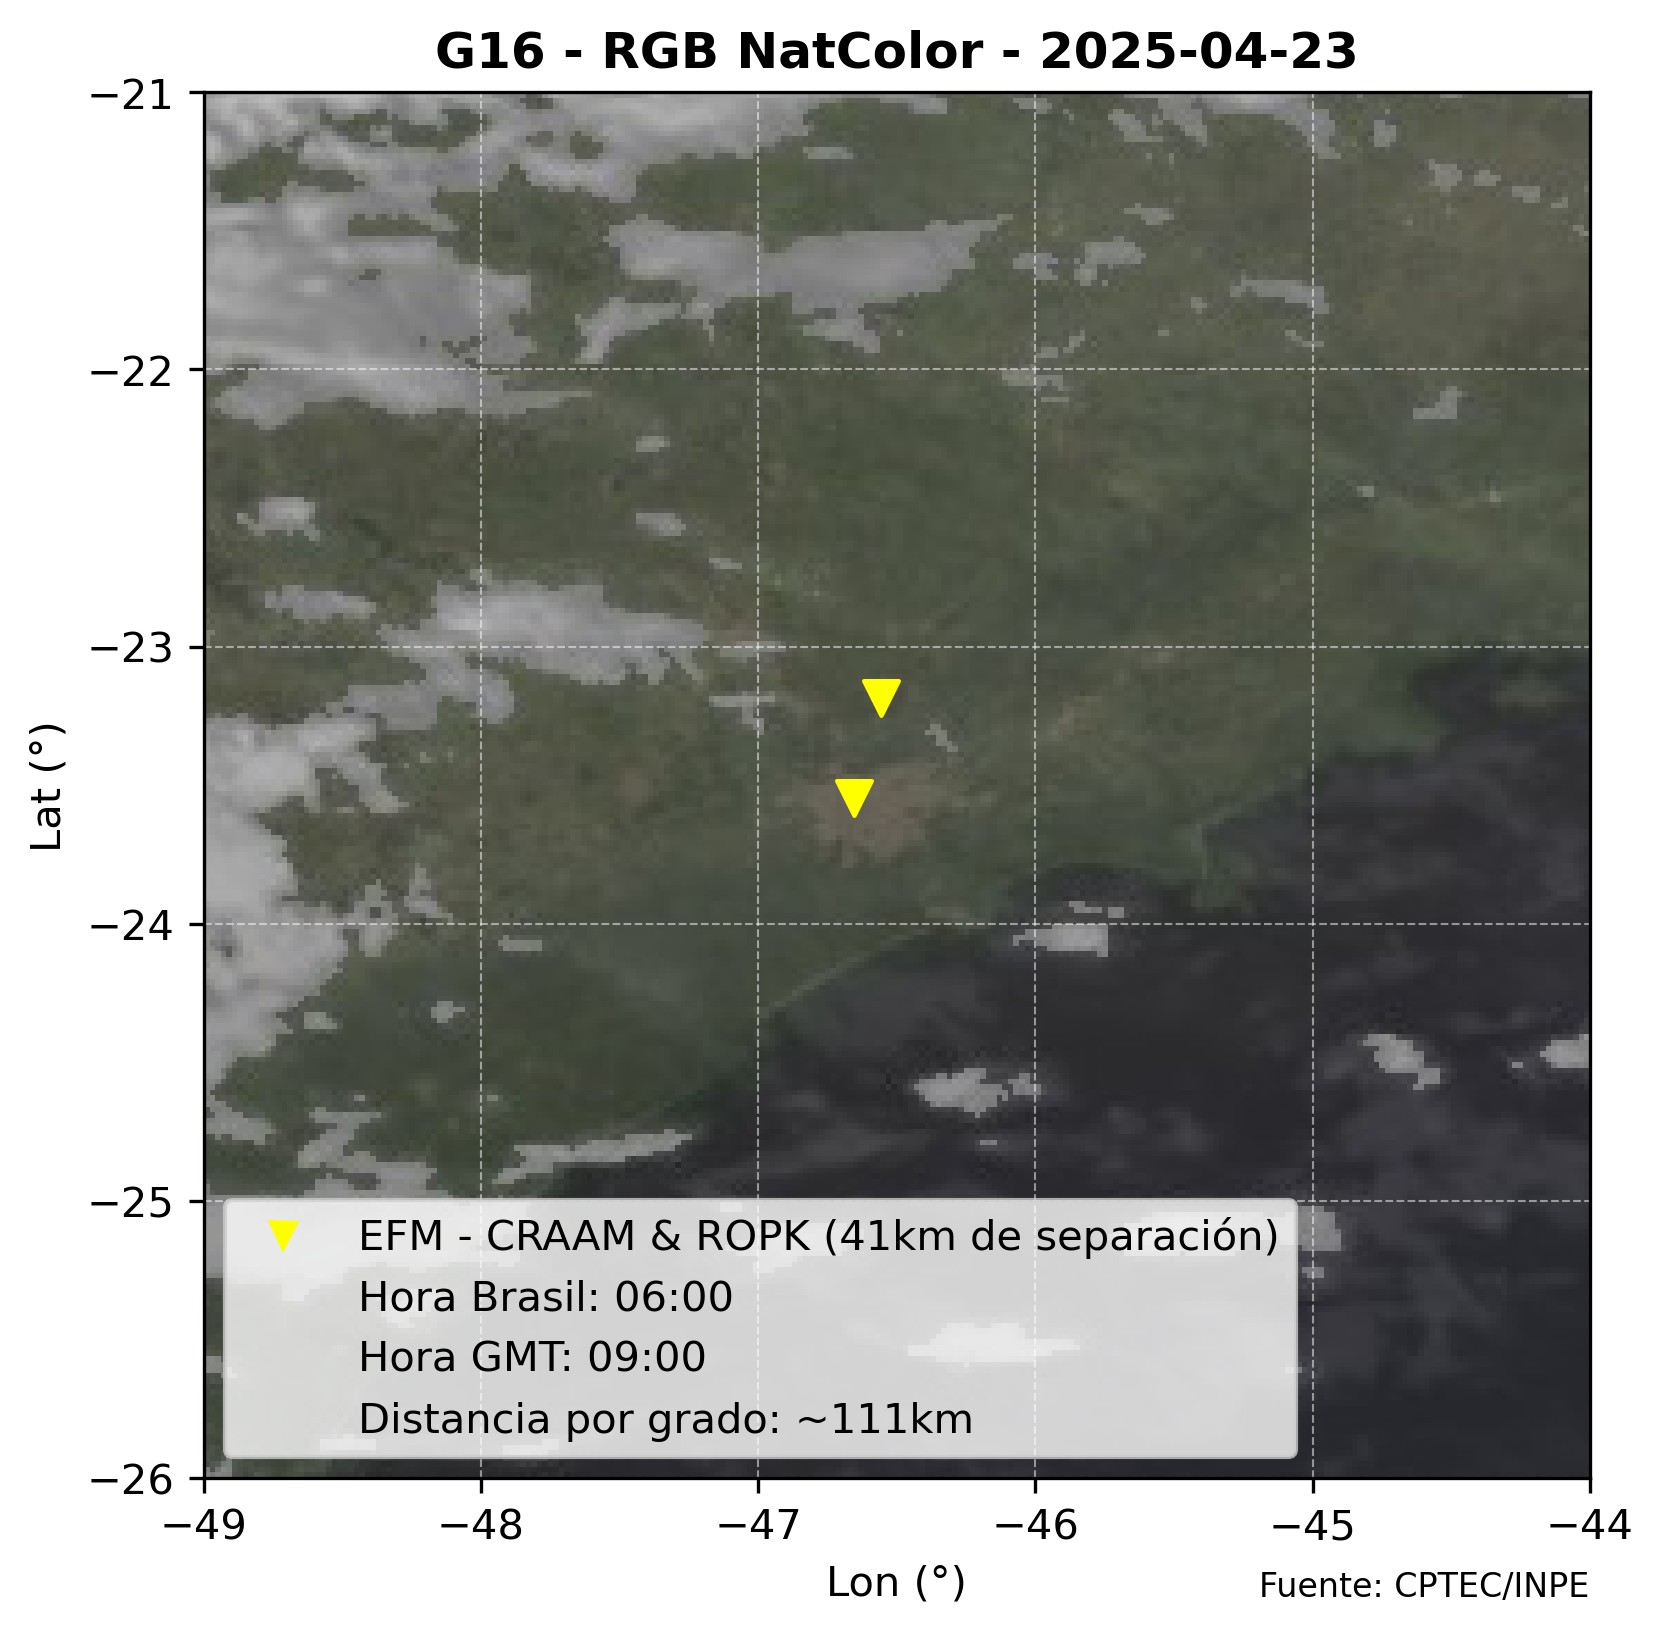 G16 - RGB NatColor - 2025-04-23
−21
−22
−23
−24
−25
−26
Lat (°)
EFM - CRAAM & ROPK (41km de separación)
Hora Brasil: 06:00
Hora GMT: 09:00
Distancia por grado: ~111km
−49
−48
−47
−46
−45
−44
Lon (°)
Fuente: CPTEC/INPE